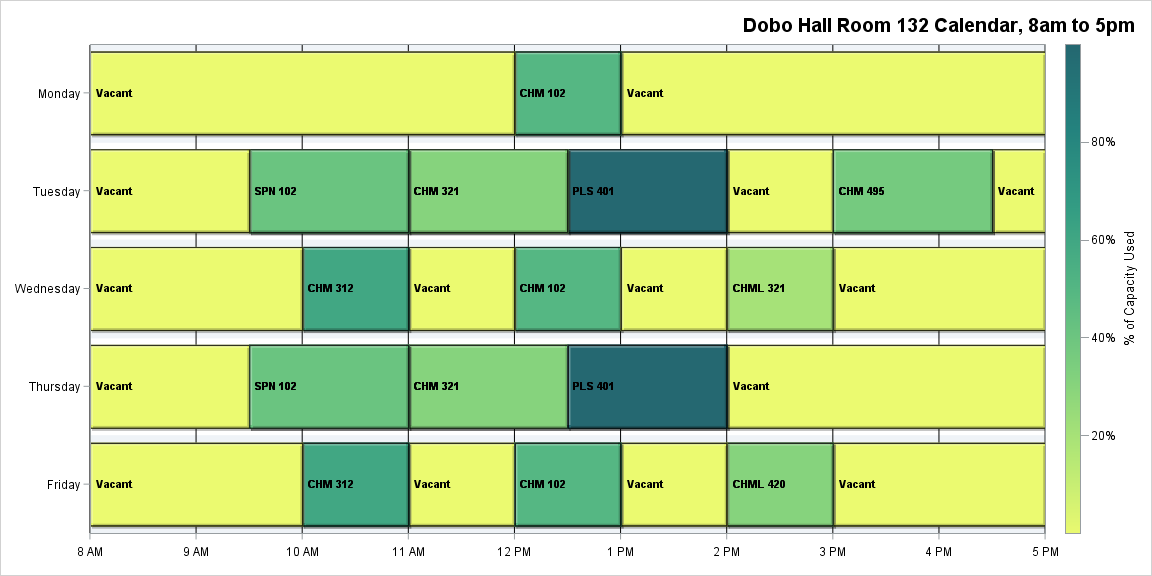 Dobo Hall Room 132 Calendar, 8am to 5pm
Monday Vacant CHM 102 Vacant
80%
Tuesday Vacant SPN 102 CHM 321 PLS 401 Vacant CHM 495 Vacant
60%
% of Capacity Used
Wednesday Vacant CHM 312 Vacant CHM 102 Vacant CHML 321 Vacant
40%
Thursday Vacant SPN 102 CHM 321 PLS 401 Vacant
20%
Friday Vacant CHM 312 Vacant CHM 102 Vacant CHML 420 Vacant
8 AM 9 AM 10 AM 11 AM 12 PM 1 PM 2 PM 3 PM 4 PM 5 PM